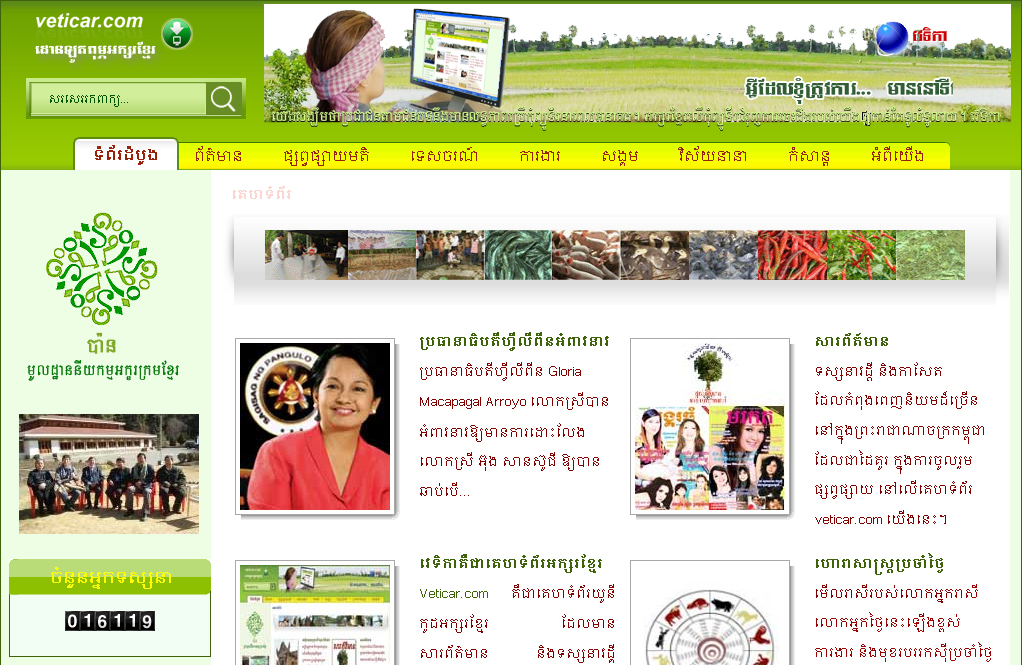 veticar.com
ដោនឡូតពុម្ពអក្សរខ្មែរ
សរសេររកពាក្យ...
វេទិកា
អ្វីដែលខ្ញុំត្រូវការ... មាននៅទី
ទំព័រដំបូង
ព័ត៌មាន
ផ្សព្វផ្សាយមតិ
ទេសចរណ៍
ការងារ
សង្គម
វិស័យនានា
កំសាន្ត
អំពីយើង
គេហទំព័រ
ប៉ាន
មូលដ្ឋាននីយកម្មអក្ខរក្រមខ្មែរ
ចំនួនអ្នកទស្សនា
016119
ប្រធានាធិបតីហ្វីលីពីនអំពាវនាវ
ប្រធានាធិបតីហ្វីលីពីន Gloria
Macapagal Arroyo លោកស្រីបាន
អំពាវនាវឱ្យមានការដោះលែង
លោកស្រី អ៊ុង សានស៊ូជី ឱ្យបាន
ឆាប់បើ...
សារព័ត៌មាន
ទស្សនាវដ្តី និងកាសែត
ដែលកំពុងពេញនិយមដ៏ច្រើន
នៅក្នុងព្រះរាជាណាចក្រកម្ពុជា
ដែលជាដៃគូរ ក្នុងការចូលរួម
ផ្សព្វផ្សាយ នៅលើគេហទំព័រ
veticar.com យើងនេះ។
វេទិកាគឺជាគេហទំព័រអក្សរខ្មែរ
Veticar.com គឺជាគេហទំព័រយូនី
កូដអក្សរខ្មែរ ដែលមាន
សារព័ត៌មាន និងទស្សនាវដ្តី
ហោរាសាស្ត្រប្រចាំថ្ងៃ
មើលរាសីរបស់លោកអ្នករាសី
លោកអ្នកថ្ងៃនេះឡើងខ្ពស់
ការងារ និងមុខរបររកស៊ីប្រចាំថ្ងៃ